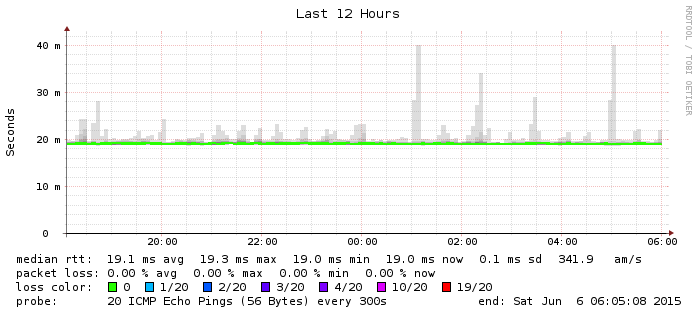 Last 12 Hours
RRDTOOL / TOBI OETIKER
Seconds
40 m
30 m
20 m
10 m
0
20:00 22:00 00:00 02:00 04:00 06:00
median rtt: 19.1 ms avg 19.3 ms max 19.0 ms min 19.0 ms now 0.1 ms sd 341.9 am/s
packet loss: 0.00 % avg 0.00 % max 0.00 % min 0.00 % now
loss color: 0 1/20 2/20 3/20 4/20 10/20 19/20
probe: 20 ICMP Echo Pings (56 Bytes) every 300s end: Sat Jun 6 06:05:08 2015